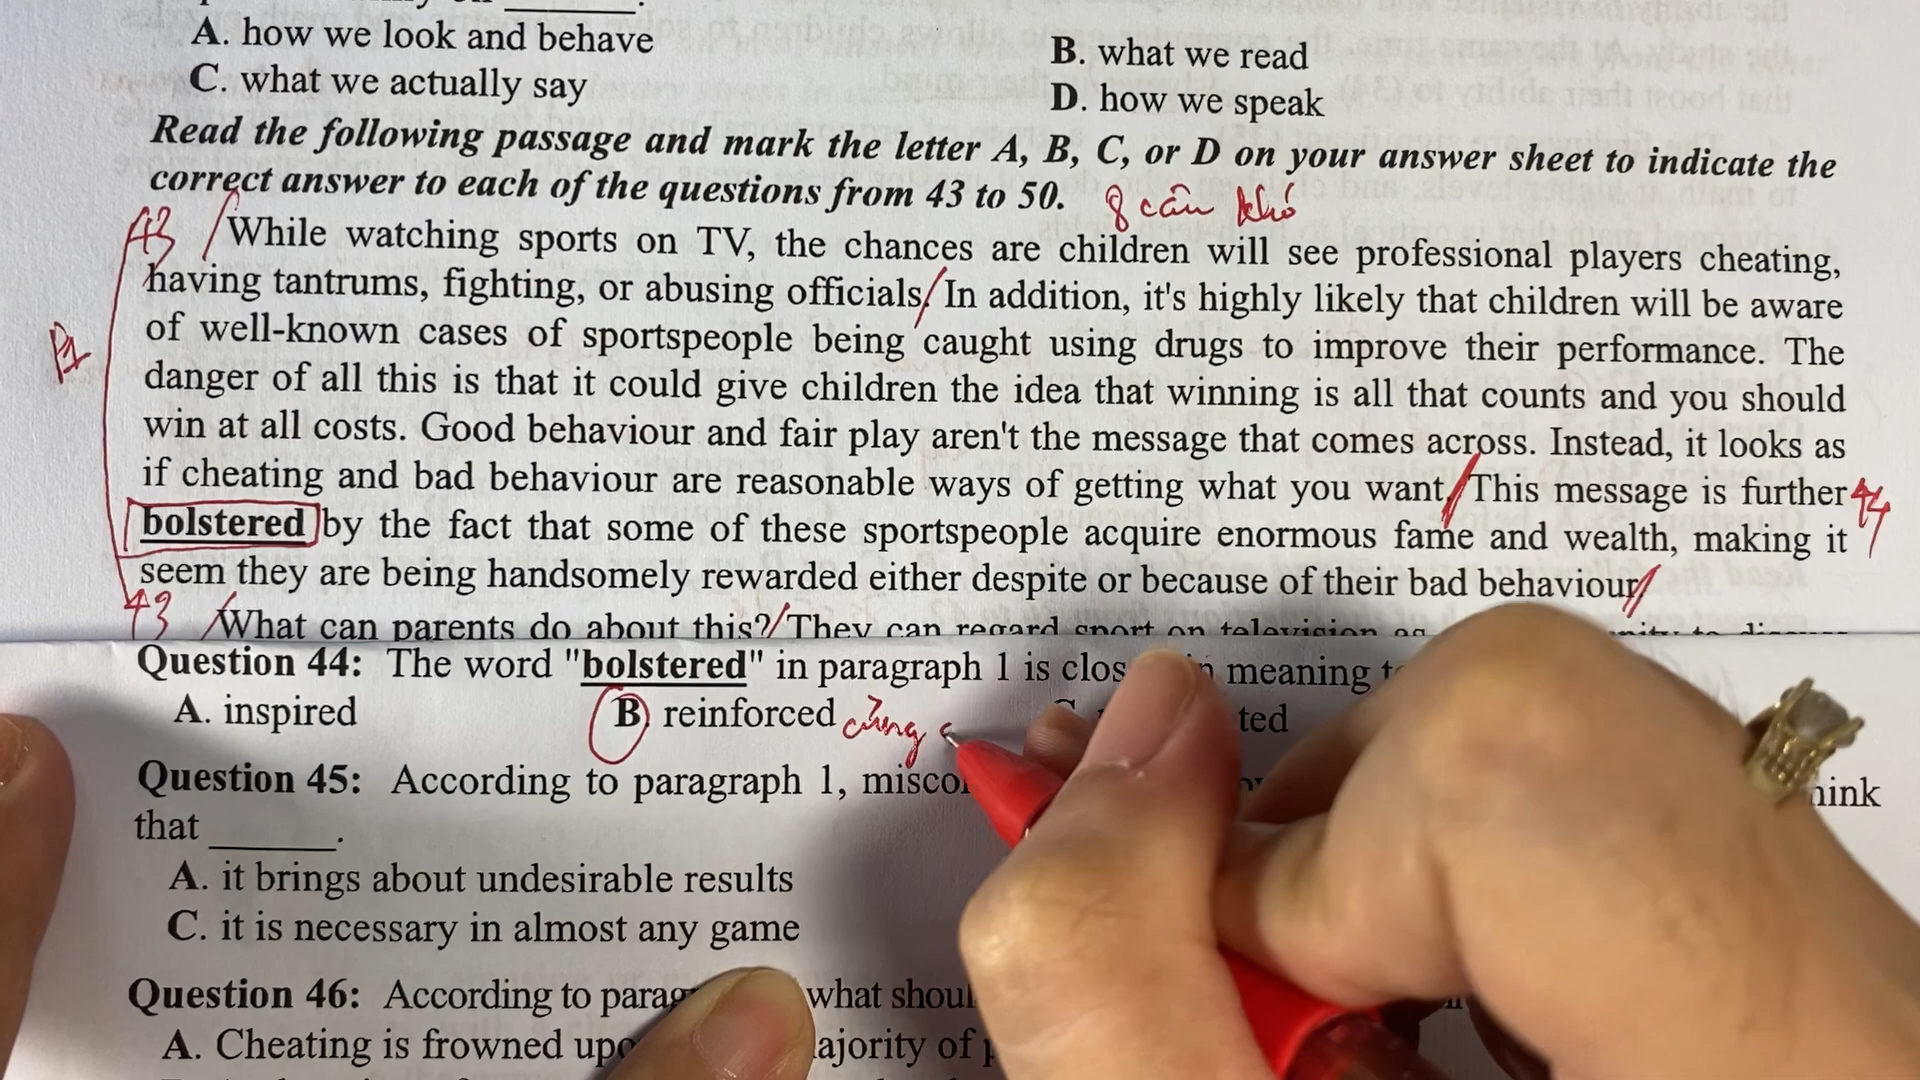 A. how we look and behave
B. what we read
C. what we actually say
D. how we speak
Read the following passage and mark the letter A, B, C, or D on your answer sheet to indicate the
correct answer to each of the questions from 43 to 50. 8 câu khó
43 While watching sports on TV, the chances are children will see professional players cheating,
having tantrums, fighting, or abusing officials. In addition, it's highly likely that children will be aware
P1 of well-known cases of sportspeople being caught using drugs to improve their performance. The
danger of all this is that it could give children the idea that winning is all that counts and you should
win at all costs. Good behaviour and fair play aren't the message that comes across. Instead, it looks as
if cheating and bad behaviour are reasonable ways of getting what you want. This message is further 44
bolstered by the fact that some of these sportspeople acquire enormous fame and wealth, making it
seem they are being handsomely rewarded either despite or because of their bad behaviour
43 What can parents do about this? They can regard sport on television as
Question 44: The word "bolstered" in paragraph 1 is in meaning
A. inspired
B. reinforced củng
Question 45: According to paragraph 1,
that ______.
A. it brings about undesirable results
C. it is necessary in almost any game
Question 46: According to what
A. Cheating is frowned of